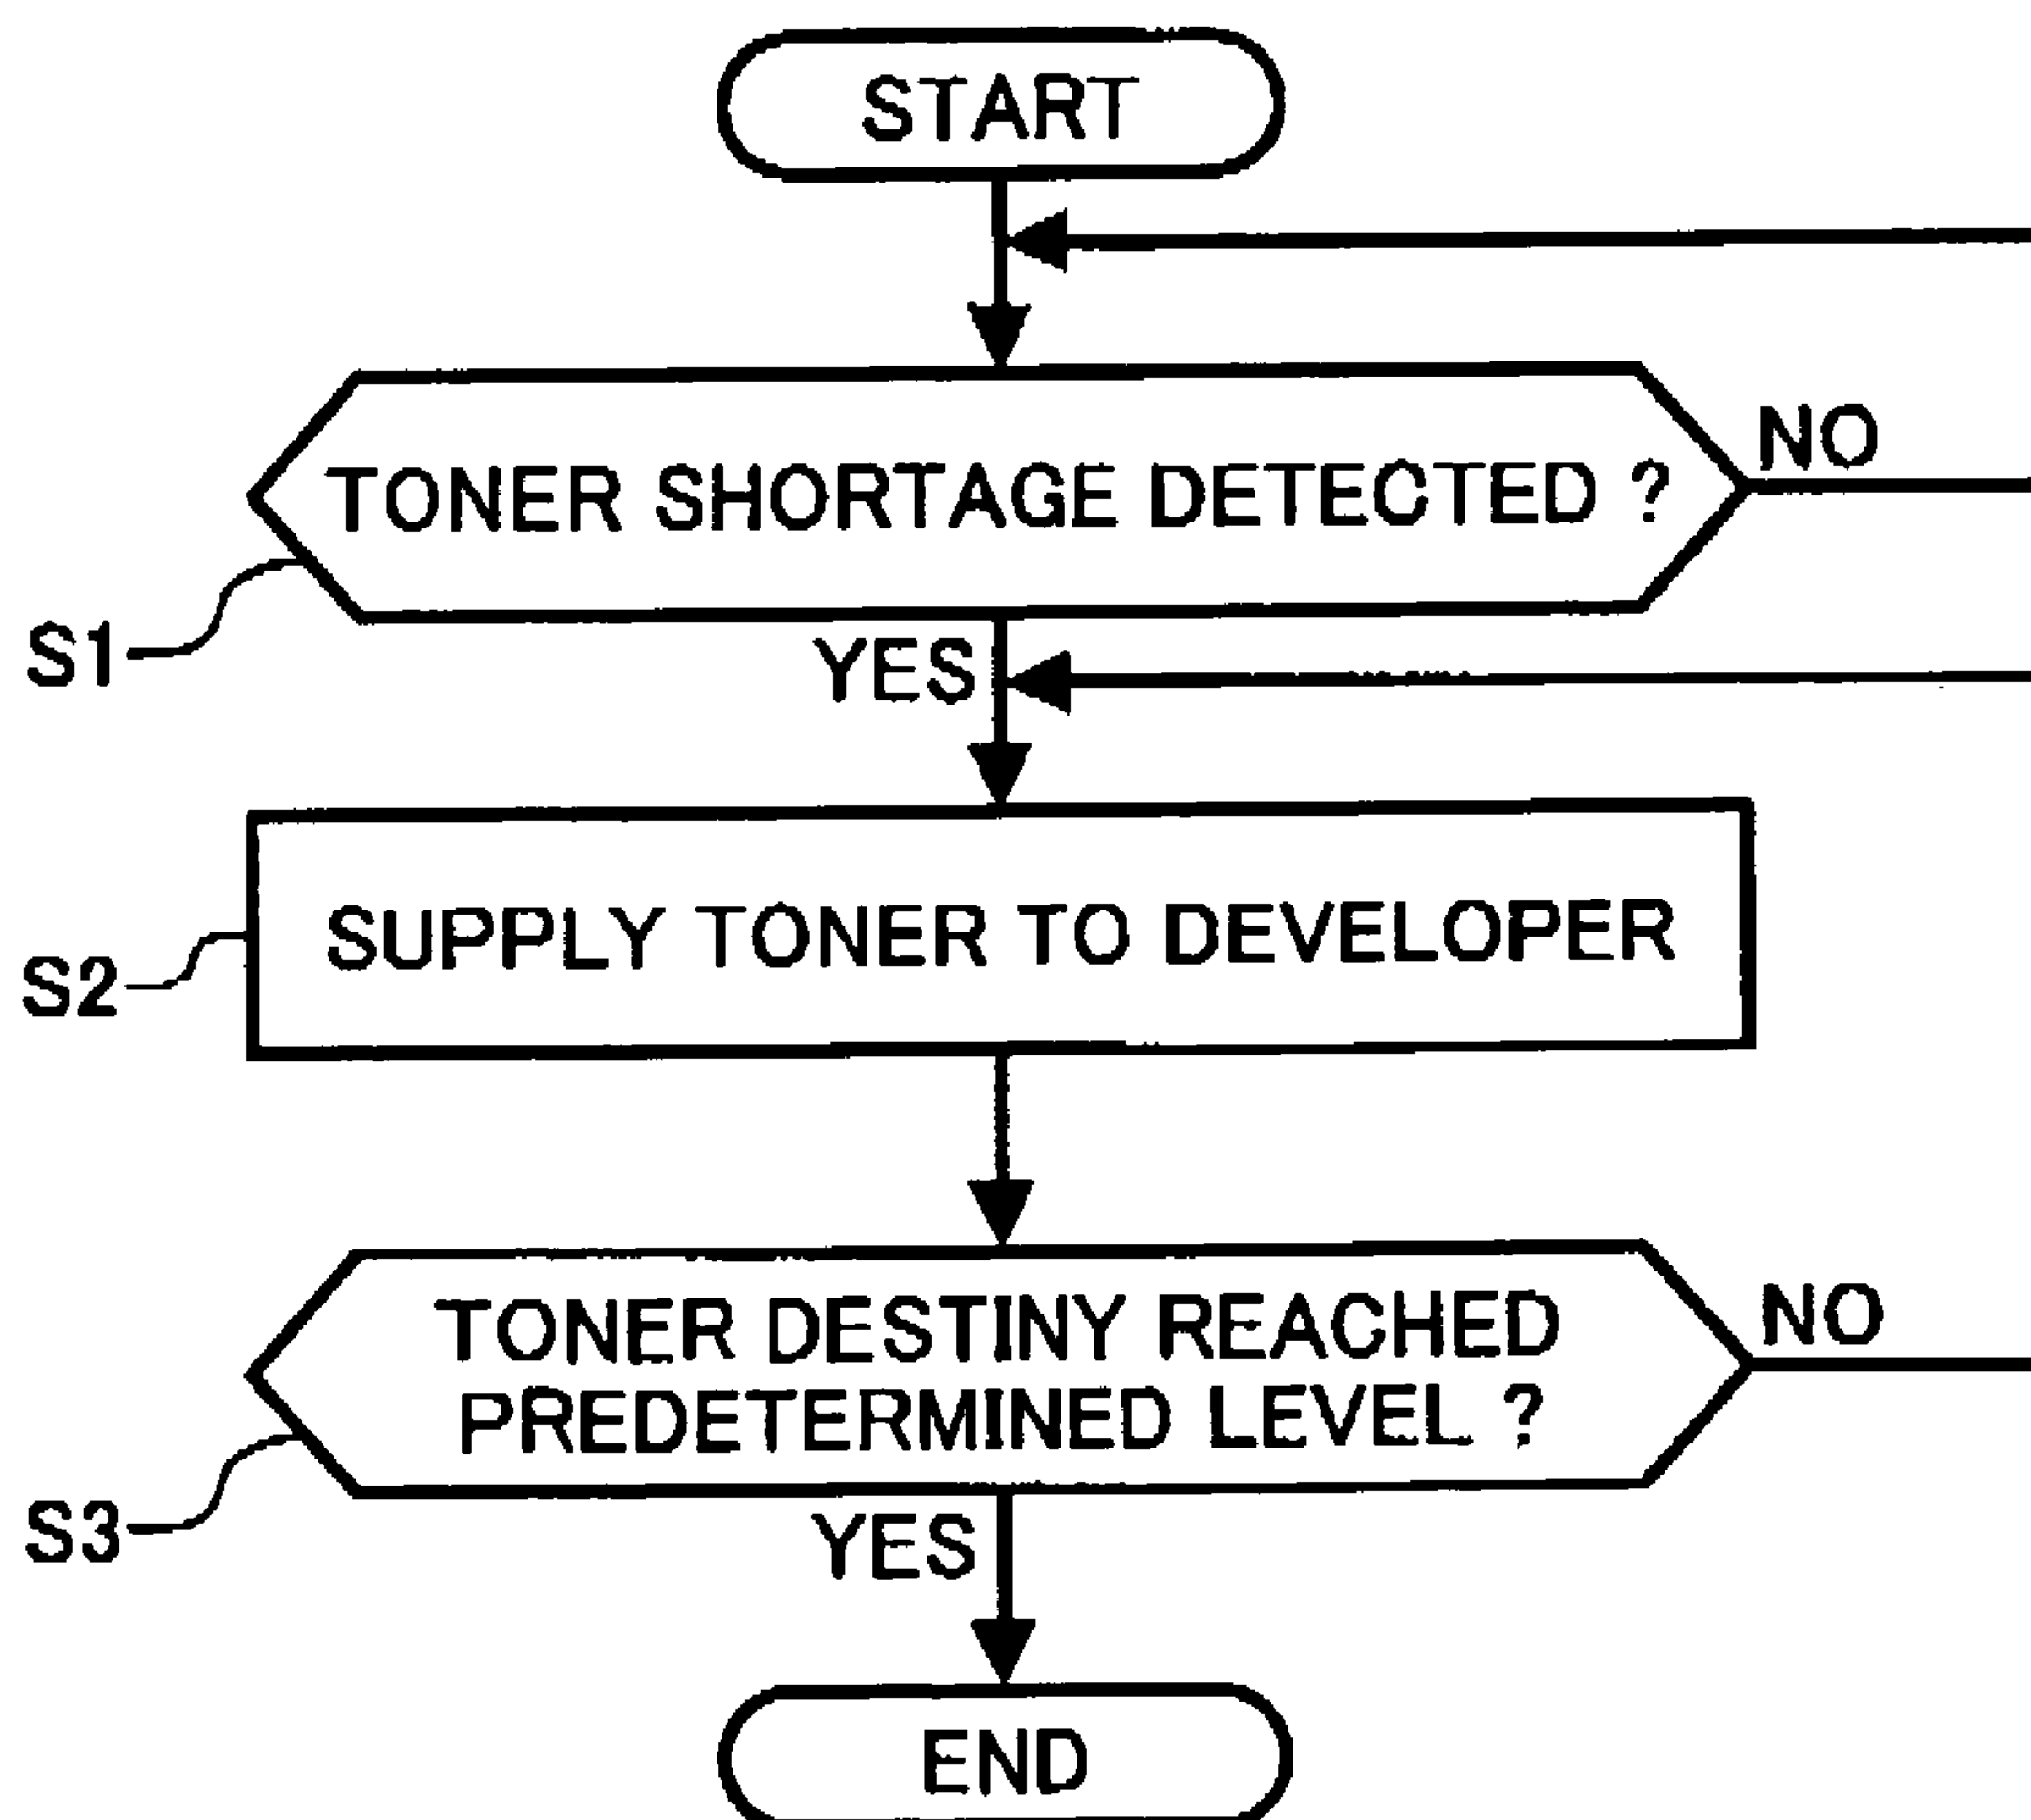 START
TONER SHORTAGE DETECTED ?
NO
S1
YES
SUPPLY TONER TO DEVELOPER
S2
TONER DESTINY REACHED
PREDETERMINED LEVEL ?
NO
S3
YES
END